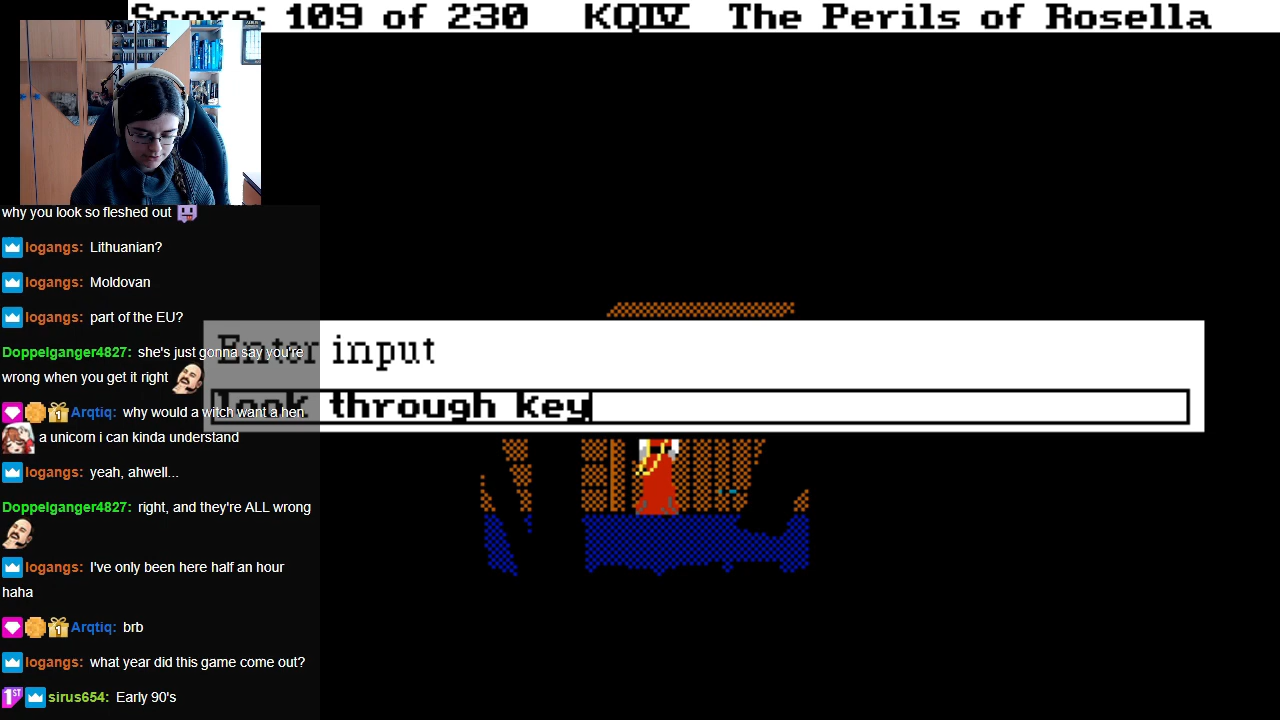 Score: 109 of 230 KQIV The Perils of Rosella
why you look so fleshed out
logangs: Lithuanian?
logangs: Moldovan
logangs: part of the EU?
Doppelganger4827: she's just gonna say you're
wrong when you get it right
Arqtiq: why would a witch want a hen
a unicorn i can kinda understand
logangs: yeah, ahwell...
Doppelganger4827: right, and they're ALL wrong
logangs: I've only been here half an hour
haha
Arqtiq: brb
logangs: what year did this game come out?
sirus654: Early 90's
Enter input
look through key